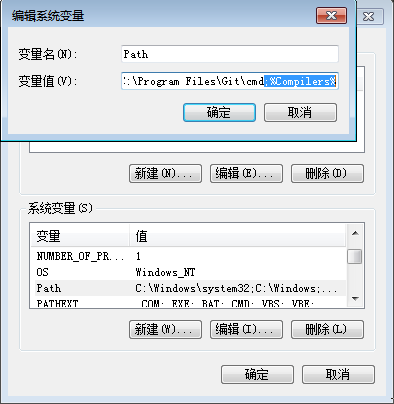 编辑系统变量
变量名(N): Path
变量值(V): :\Program Files\Git\cmd;%Compilers%
确定 取消
新建(N)... 编辑(E)... 删除(D)
系统变量(S)
变量 值
NUMBER_OF_PR... 1
OS Windows_NT
Path C:\Windows\system32;C:\Windows;...
PATHEXT .COM;.EXE;.BAT;.CMD;.VBS;.VBE;
新建(W)... 编辑(I)... 删除(L)
确定 取消